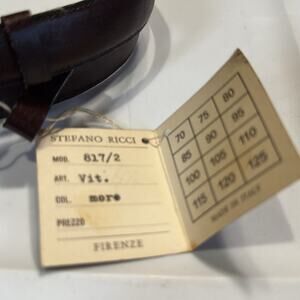 STEFANO RICCI
MOD. 817/2
ART. Vit.
COL. more
PREZZO
FIRENZE
70 75 80
85 90 95
100 105 110
115 120 125
MADE IN ITALY